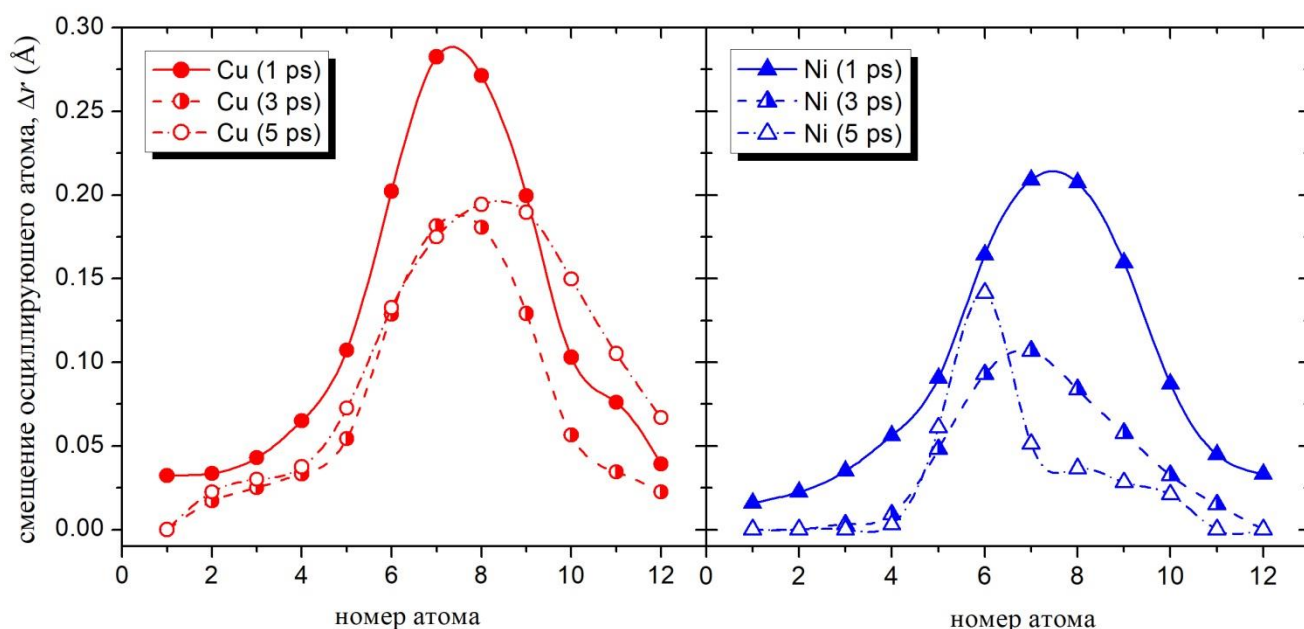 смещение осциллируюшего атома, Δr (Å)
0.30
0.25
0.20
0.15
0.10
0.05
0.00
Cu (1 ps)
Cu (3 ps)
Cu (5 ps)
0 2 4 6 8 10 12
номер атома
Ni (1 ps)
Ni (3 ps)
Ni (5 ps)
0 2 4 6 8 10 12
номер атома